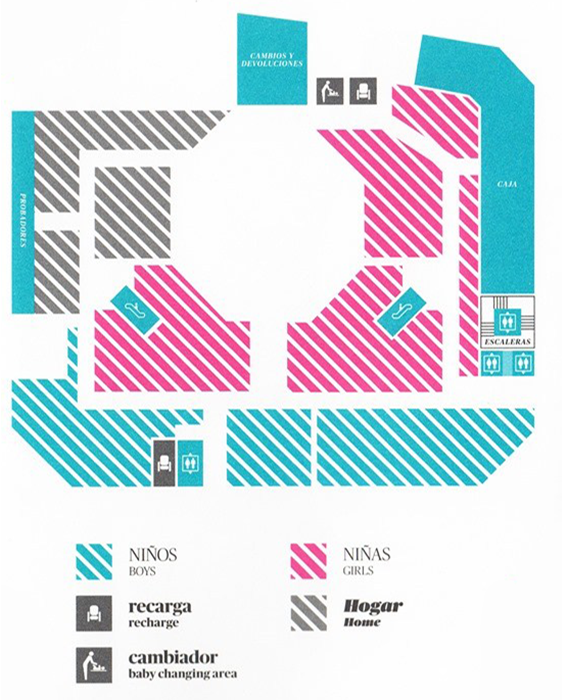 CAMBIOS Y
DEVOLUCIONES
CAJA
PROBADORES
ESCALERAS
NIÑOS
BOYS
NIÑAS
GIRLS
recarga
recharge
Hogar
Home
cambiador
baby changing area